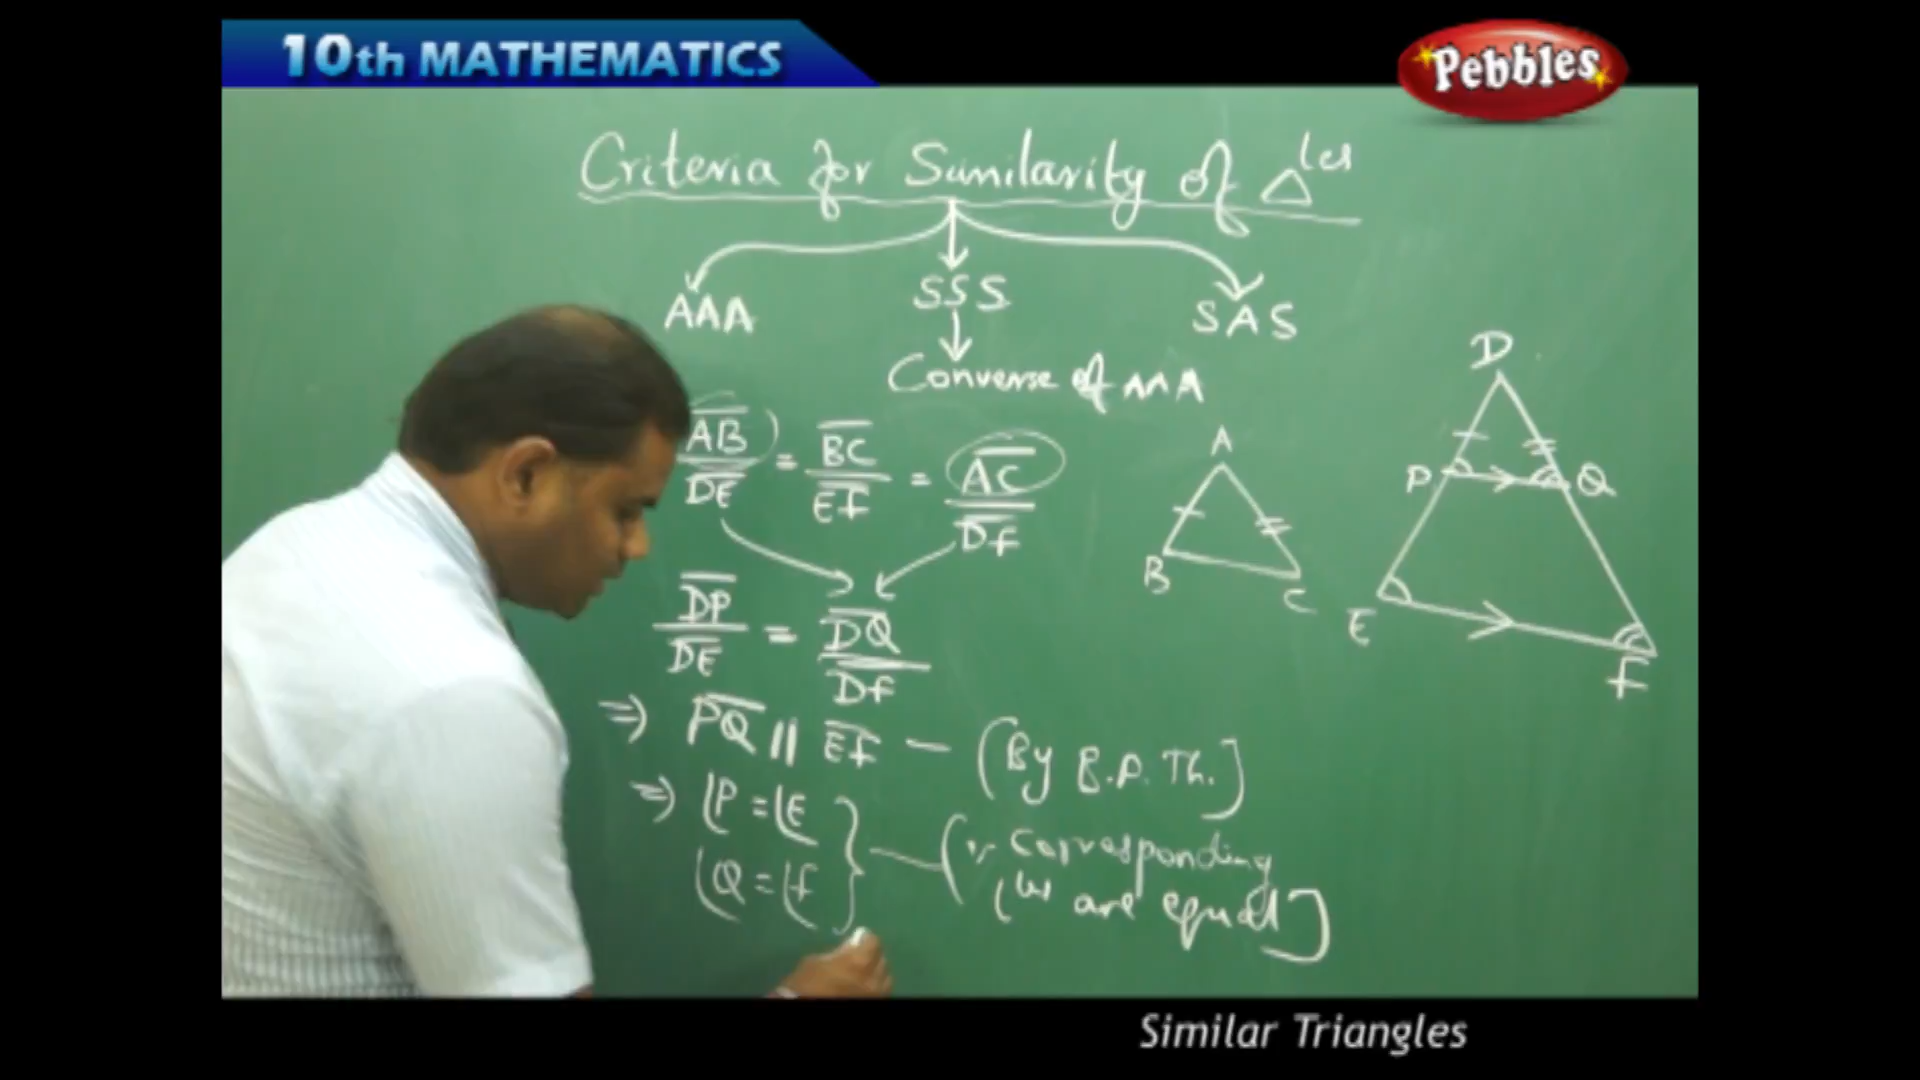 10th MATHEMATICS
Pebbles
Criteria for Similarity of Δles
AAA
SSS
SAS
Converse of AAA
AB/DE = BC/EF = AC/DF
DP/DE = DQ/DF
⇒ PQ || EF — (By B.P. Th.]
⇒ ∠P = ∠E
∠Q = ∠F
(∵ Corresponding
∠les are equal]
A
B
C
D
P
Q
E
F
Similar Triangles